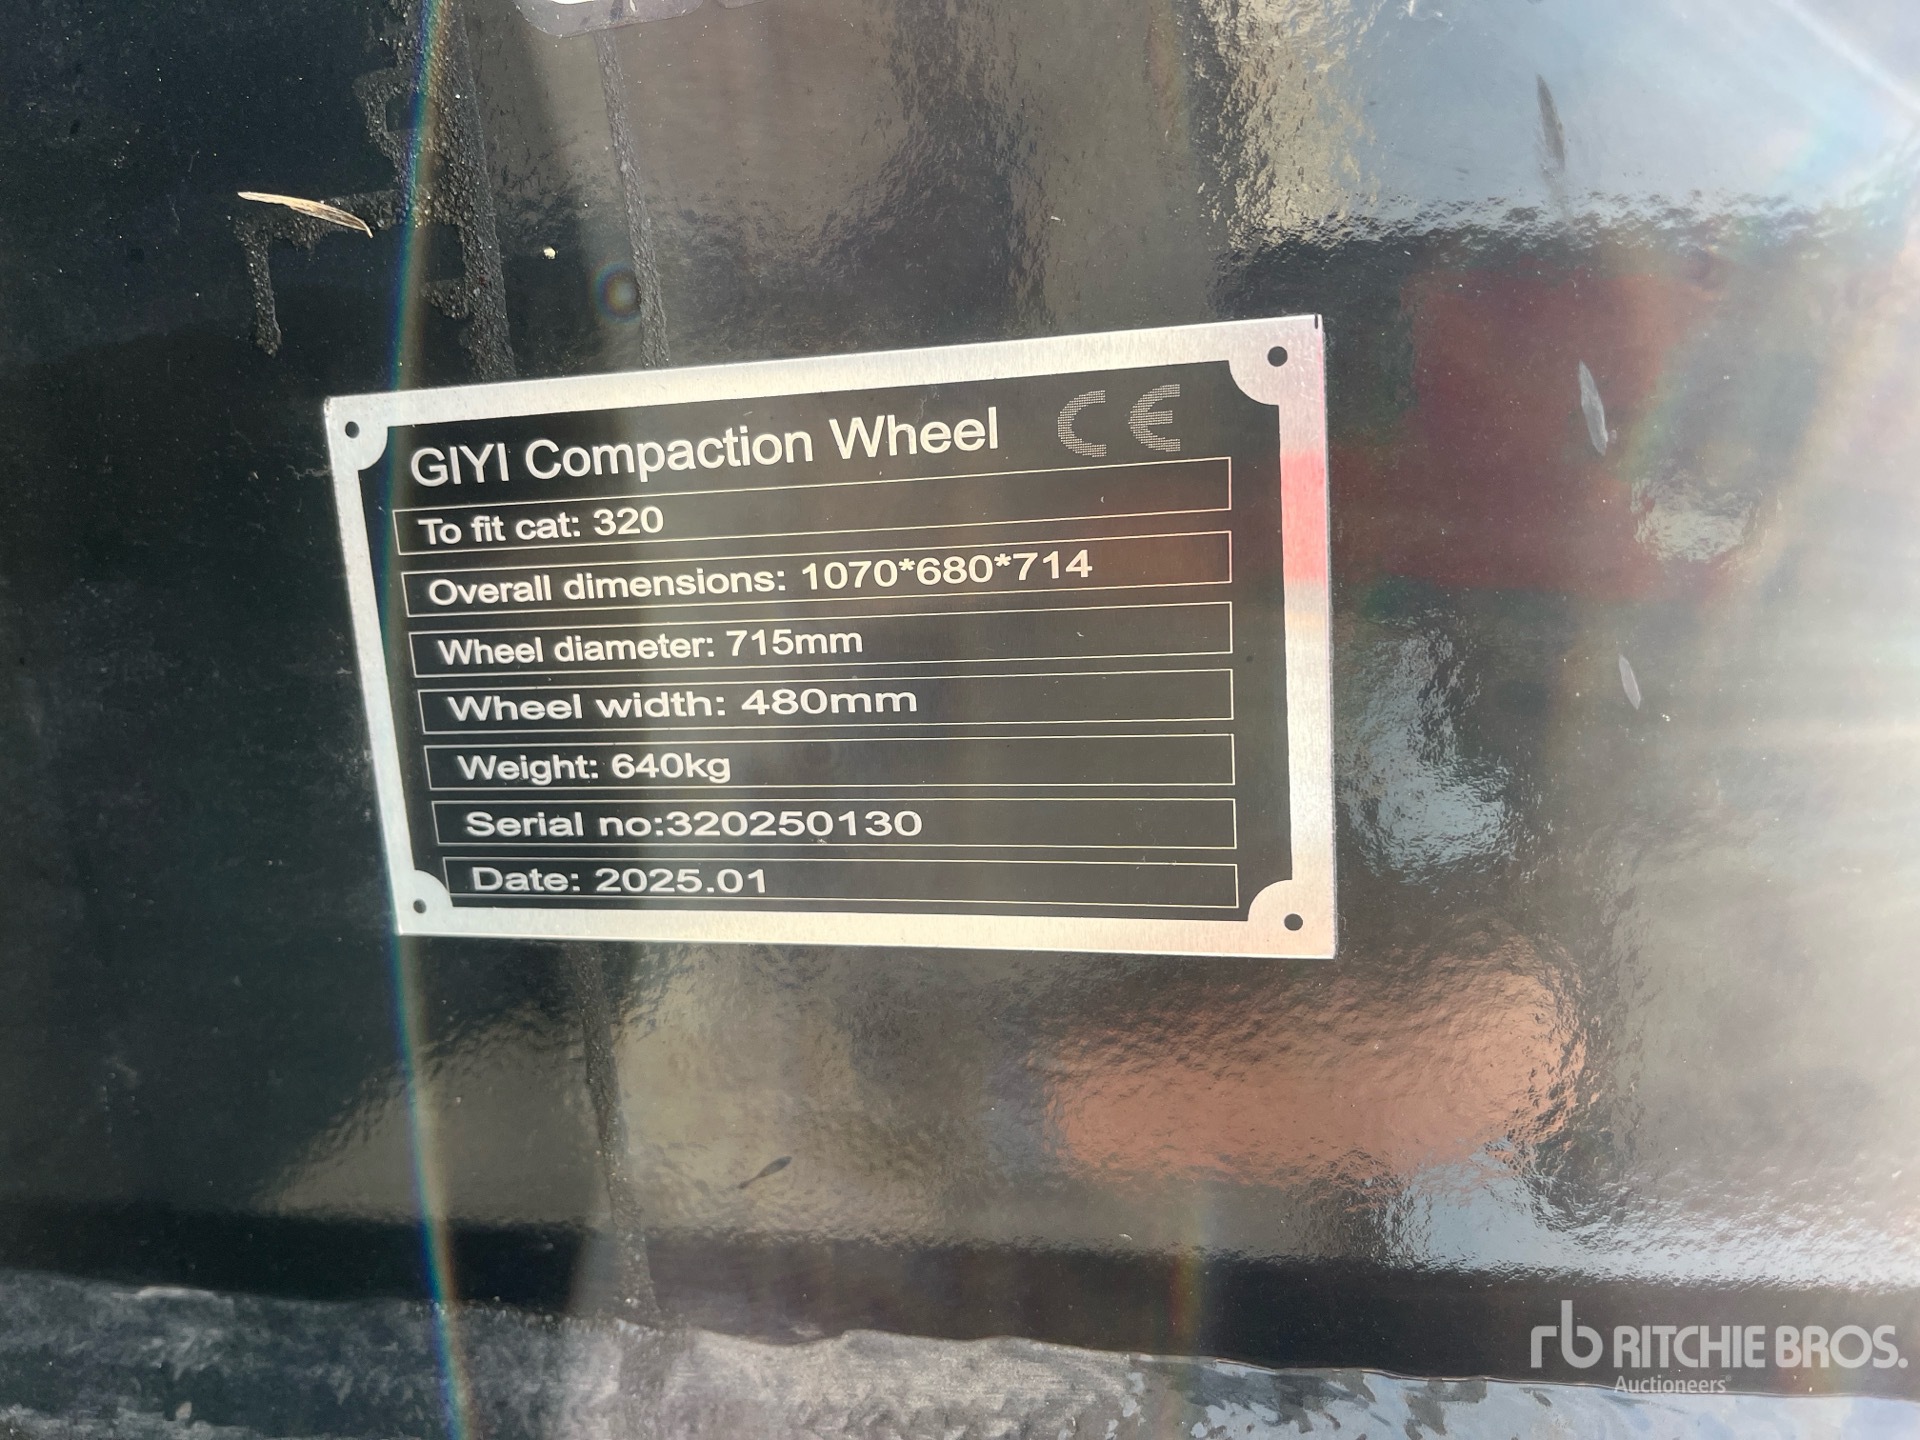 GIYI Compaction Wheel CE
To fit cat: 320
Overall dimensions: 1070*680*714
Wheel diameter: 715mm
Wheel width: 480mm
Weight: 640kg
Serial no:320250130
Date: 2025.01
rb RITCHIE BROS.
Auctioneers